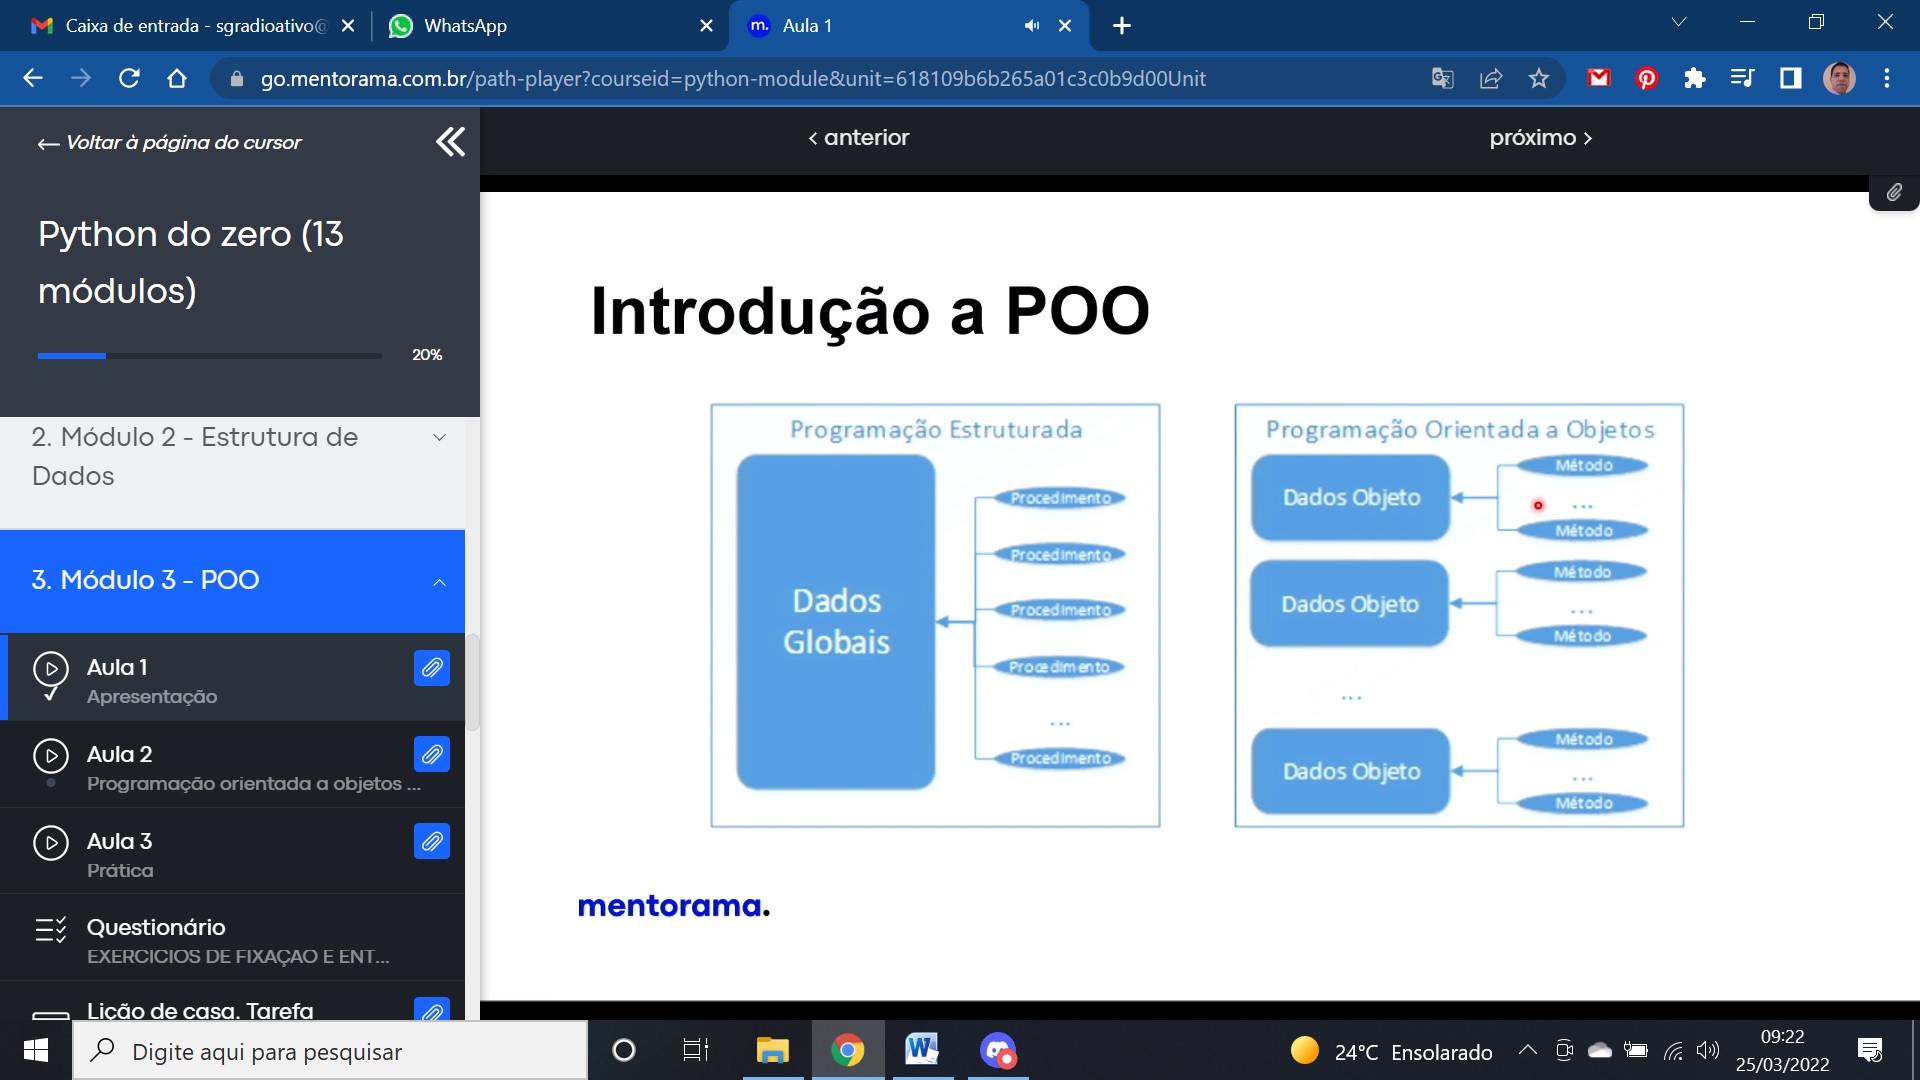 Caixa de entrada - sgradioativo@
WhatsApp
Aula 1
go.mentorama.com.br/path-player?courseid=python-module&unit=618109b6b265a01c3c0b9d00Unit
Voltar à página do cursor
< anterior
próximo >
Python do zero (13
módulos)
20%
2. Módulo 2 - Estrutura de
Dados
3. Módulo 3 - POO
Aula 1
Apresentação
Aula 2
Programação orientada a objetos ...
Aula 3
Prática
Questionário
EXERCICIOS DE FIXAÇAO E ENT...
Lição de casa. Tarefa
Introdução a POO
Programação Estruturada
Dados
Globais
Procedimento
Procedimento
Procedimento
Procedimento
...
Procedimento
Programação Orientada a Objetos
Dados Objeto
Método
...
Método
Dados Objeto
Método
...
Método
...
Dados Objeto
Método
...
Método
mentorama.
Digite aqui para pesquisar
24°C Ensolarado
09:22
25/03/2022